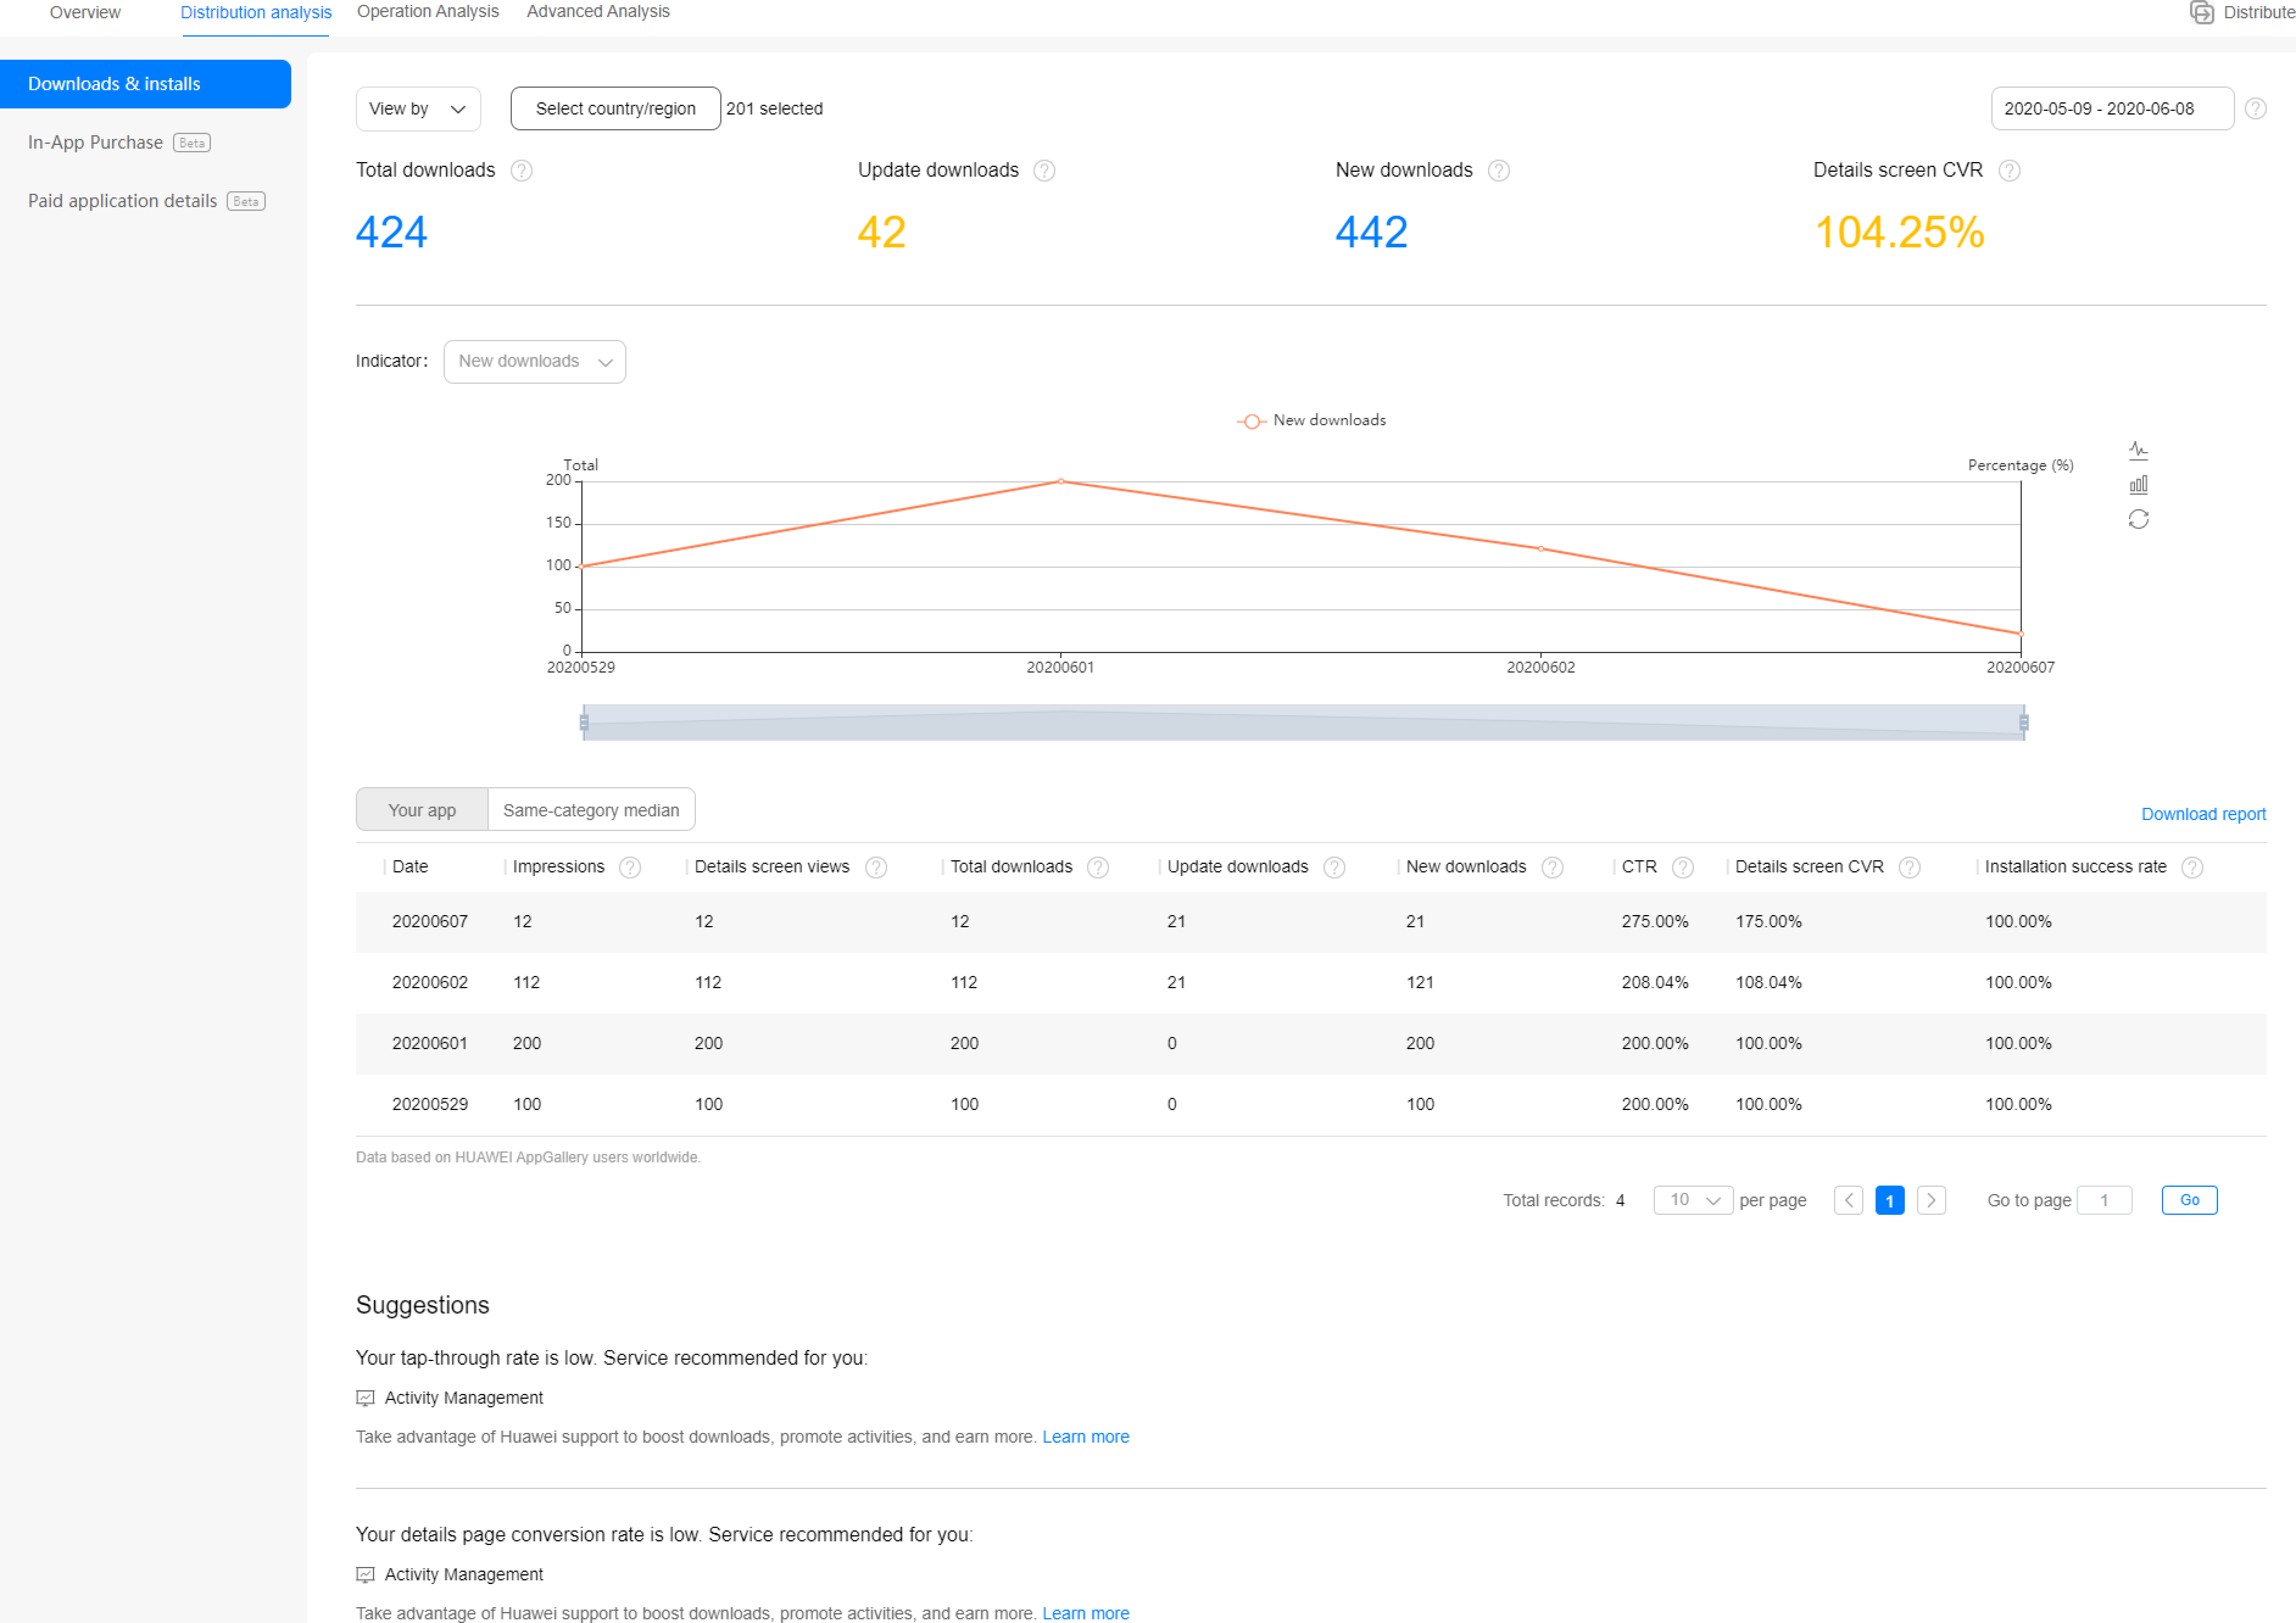 Overview Distribution analysis Operation Analysis Advanced Analysis Distribute
Downloads & installs
In-App Purchase Beta
Paid application details Beta
View by Select country/region 201 selected 2020-05-09 - 2020-06-08
Total downloads Update downloads New downloads Details screen CVR
424 42 442 104.25%
Indicator: New downloads
New downloads
Total Percentage (%)
200
150
100
50
0
20200529 20200601 20200602 20200607
Your app Same-category median Download report
Date Impressions Details screen views Total downloads Update downloads New downloads CTR Details screen CVR Installation success rate
20200607 12 12 12 21 21 275.00% 175.00% 100.00%
20200602 112 112 112 21 121 208.04% 108.04% 100.00%
20200601 200 200 200 0 200 200.00% 100.00% 100.00%
20200529 100 100 100 0 100 200.00% 100.00% 100.00%
Data based on HUAWEI AppGallery users worldwide.
Total records: 4 10 per page 1 Go to page 1 Go
Suggestions
Your tap-through rate is low. Service recommended for you:
Activity Management
Take advantage of Huawei support to boost downloads, promote activities, and earn more. Learn more
Your details page conversion rate is low. Service recommended for you:
Activity Management
Take advantage of Huawei support to boost downloads, promote activities, and earn more. Learn more